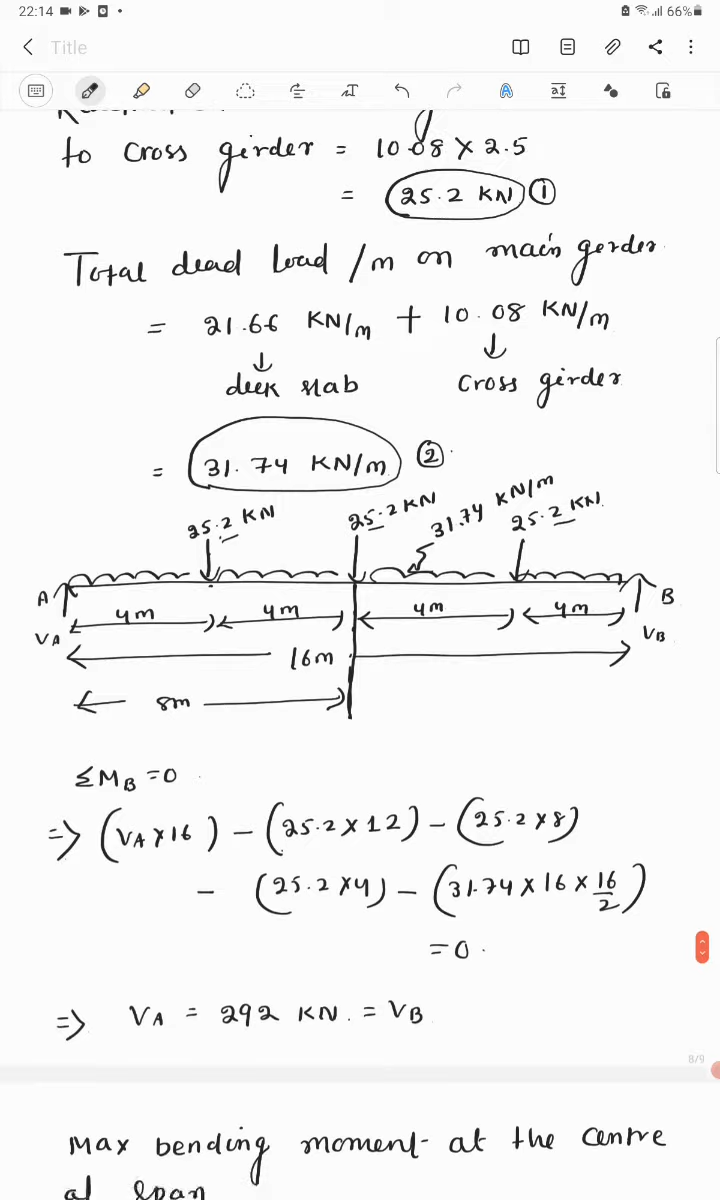 22:14
66%
Title
to cross girder = 10.08 × 2.5
= 25.2 KN ①
Total dead load /m on main gerder
= 21.66 KN/m + 10.08 KN/m
↓ ↓
deek slab cross girder
= 31.74 KN/m ②
25.2 KN 25.2 KN 31.74 KN/m 25.2 KN
A B
4m 4m 4m 4m
VA VB
16m
8m
ΣMB = 0
=> (VA × 16) - (25.2 × 12) - (25.2 × 8)
- (25.2 × 4) - (31.74 × 16 × 16/2)
= 0.
=> VA = 292 KN. = VB
8/9
Max bending moment at the centre
of span